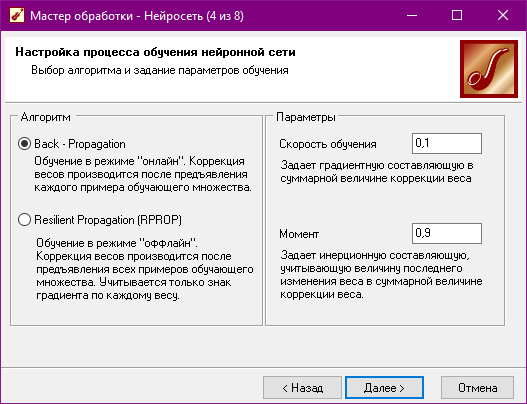 Мастер обработки - Нейросеть (4 из 8)
Настройка процесса обучения нейронной сети
Выбор алгоритма и задание параметров обучения
Алгоритм
Back - Propagation
Обучение в режиме "онлайн". Коррекция
весов производится после предъявления
каждого примера обучающего множества.
Resilient Propagation (RPROP)
Обучение в режиме "оффлайн".
Коррекция весов производится после
предъявления всех примеров обучающего
множества. Учитывается только знак
градиента по каждому весу.
Параметры
Скорость обучения 0,1
Задает градиентную составляющую в
суммарной величине коррекции веса
Момент 0,9
Задает инерционную составляющую,
учитывающую величину последнего
изменения веса в суммарной величине
коррекции веса.
< Назад Далее > Отмена